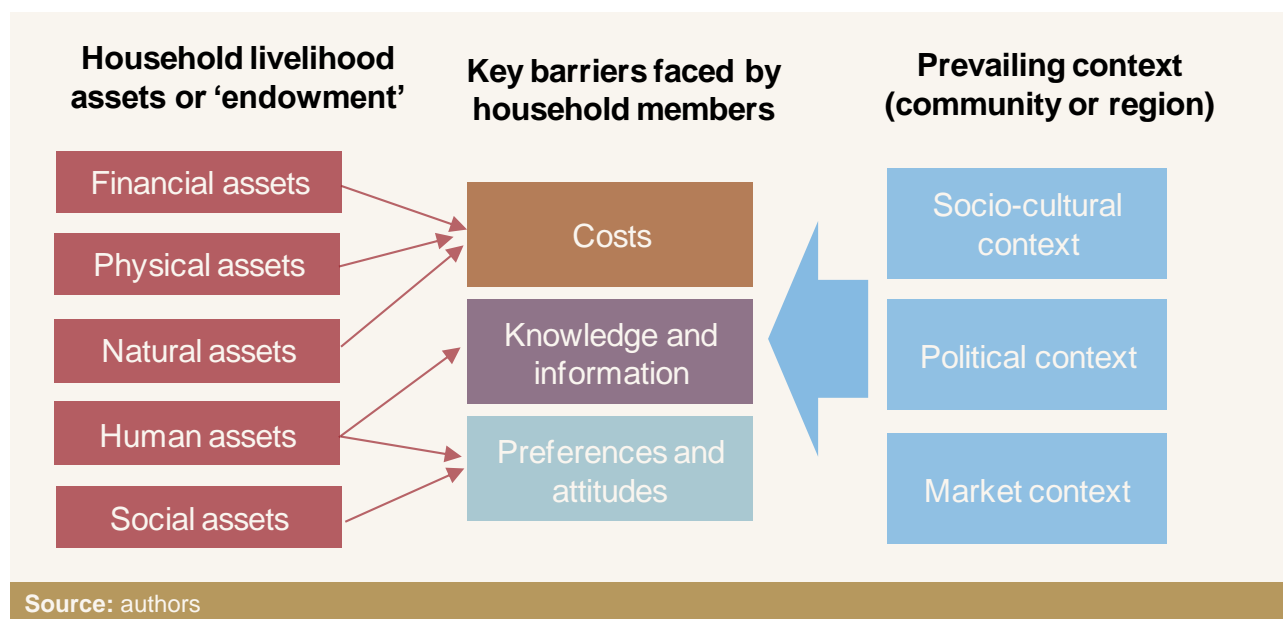 Household livelihood
assets or ‘endowment’
Financial assets
Physical assets
Natural assets
Human assets
Social assets
Key barriers faced by
household members
Costs
Knowledge and
information
Preferences and
attitudes
Prevailing context
(community or region)
Socio-cultural
context
Political context
Market context
Source: authors